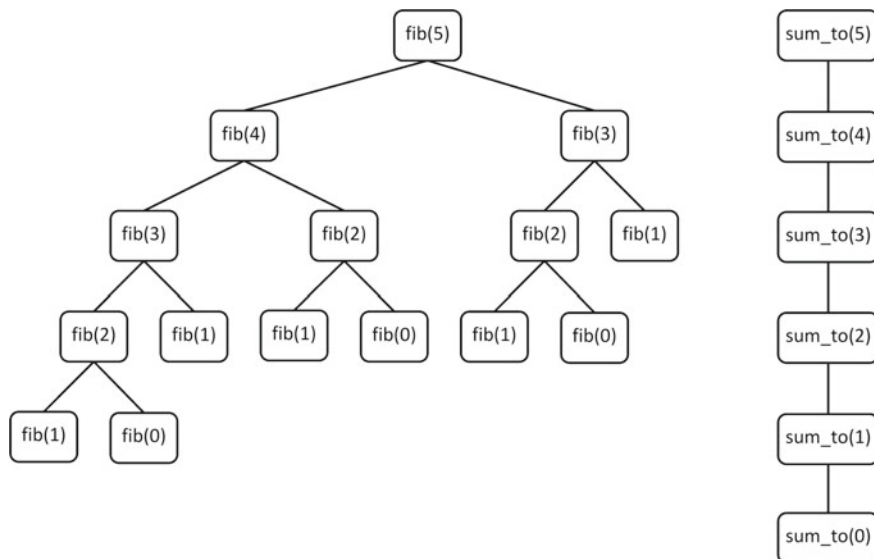 fib(5)
sum_to(5)
fib(4)
fib(3)
sum_to(4)
fib(3)
fib(2)
fib(2)
fib(1)
sum_to(3)
fib(2)
fib(1)
fib(1)
fib(0)
fib(1)
fib(0)
sum_to(2)
fib(1)
fib(0)
sum_to(1)
sum_to(0)